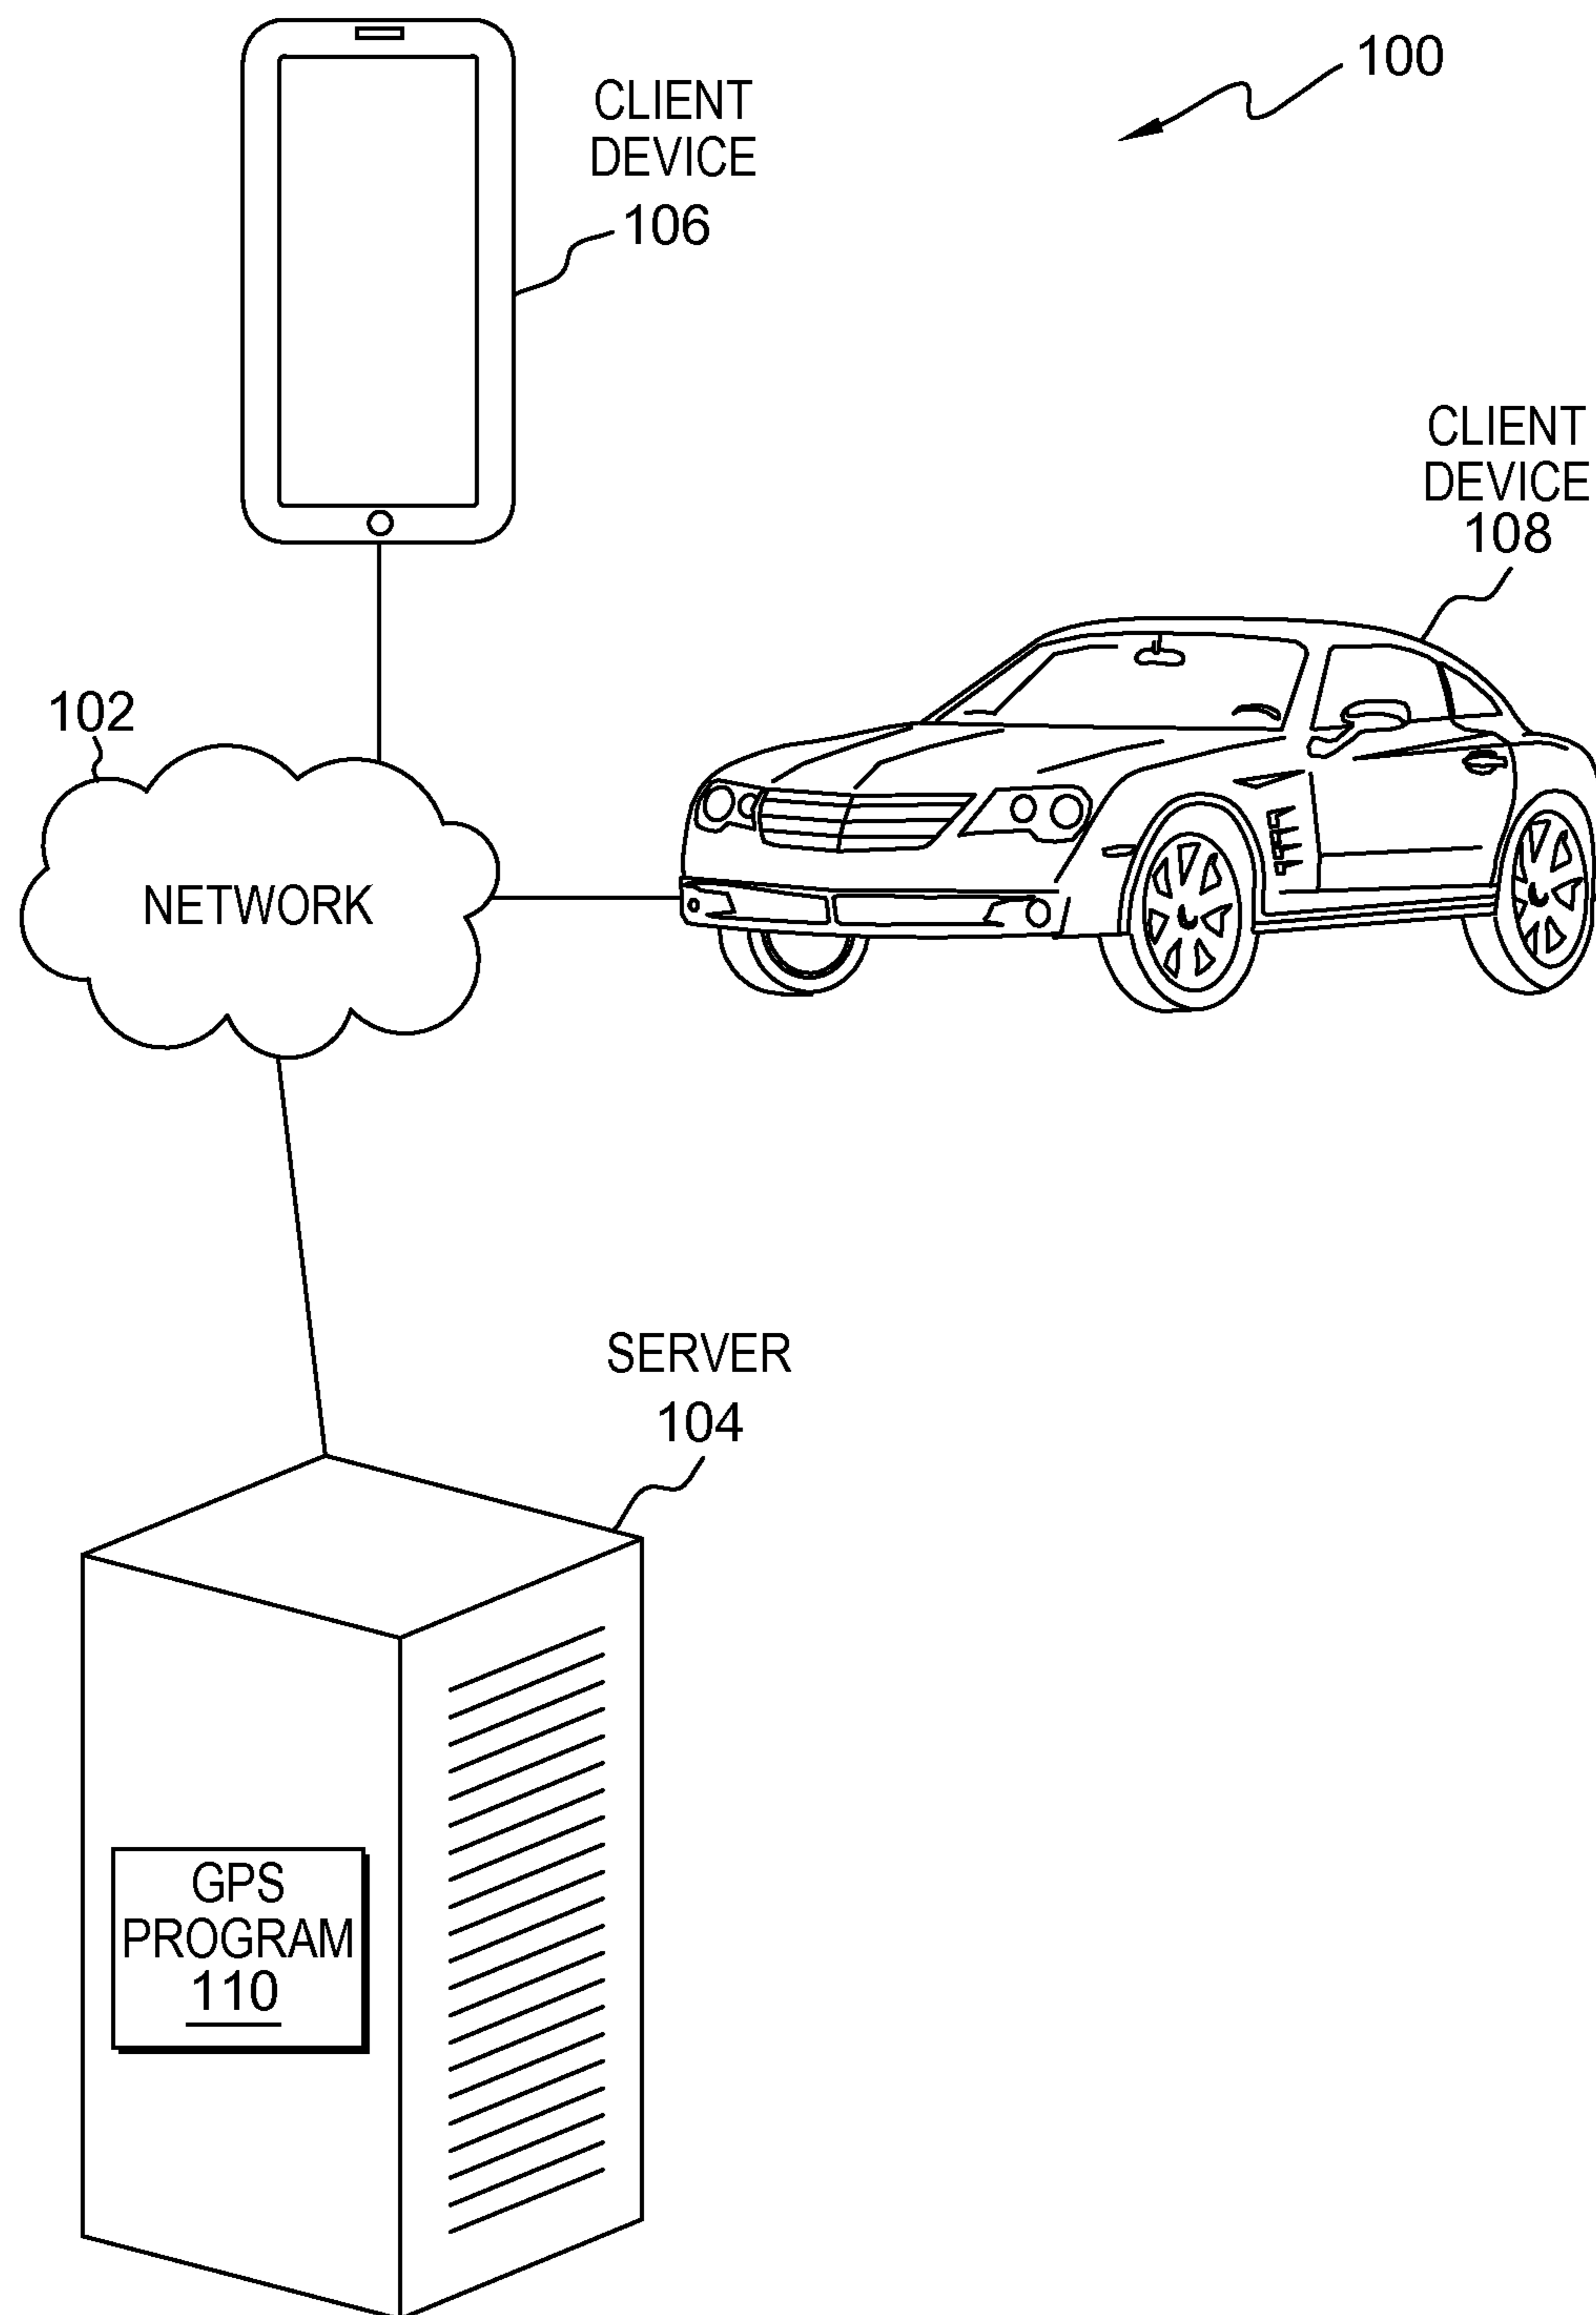 100
CLIENT
DEVICE
106
CLIENT
DEVICE
108
102
NETWORK
SERVER
104
GPS
PROGRAM
110